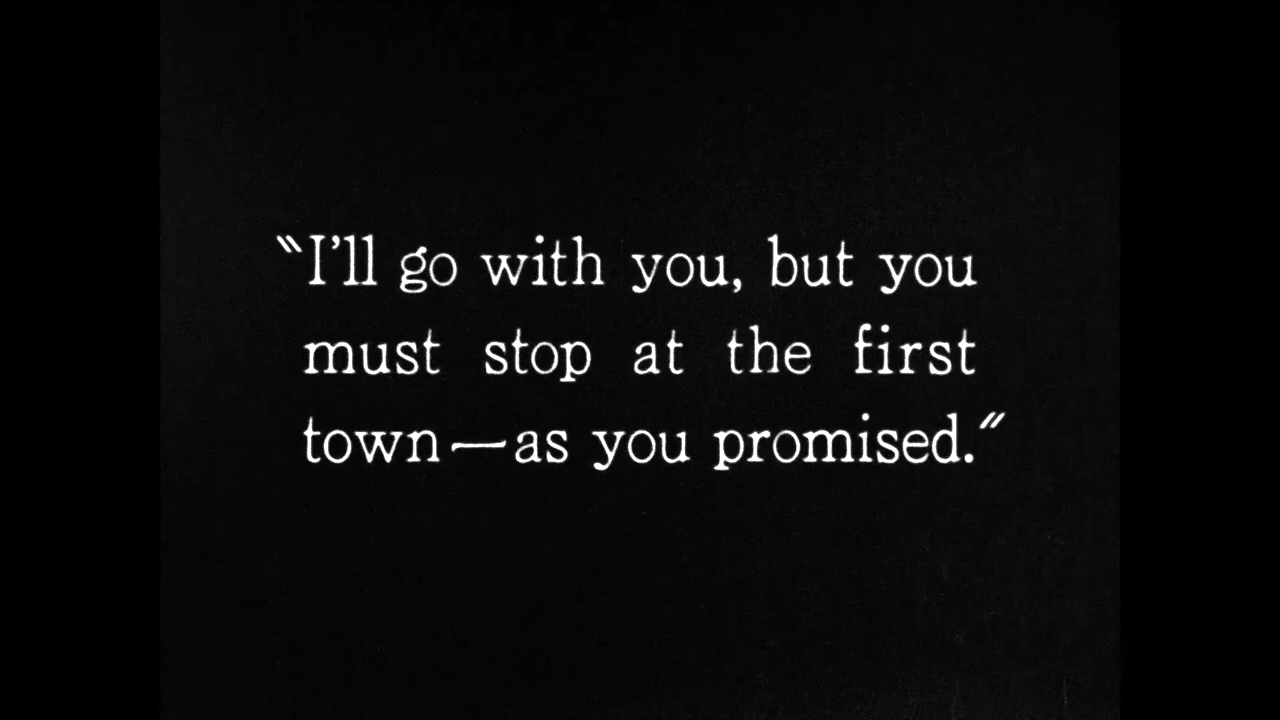 “I’ll go with you, but you
must stop at the first
town—as you promised.”